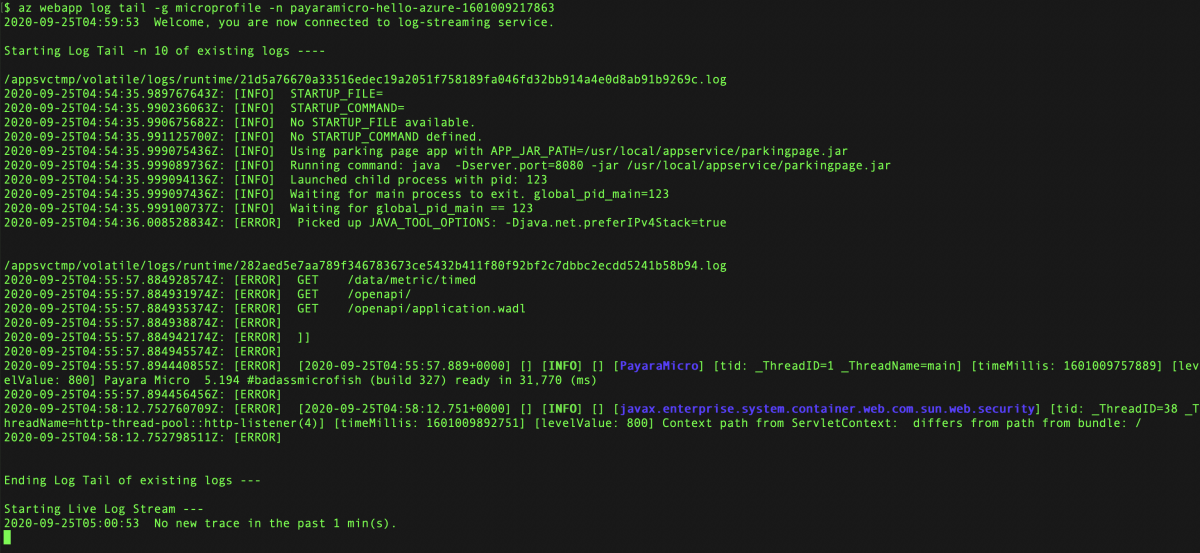 $ az webapp log tail -g microprofile -n payaramicro-hello-azure-1601009217863
2020-09-25T04:59:53  Welcome, you are now connected to log-streaming service.
Starting Log Tail -n 10 of existing logs ----
/appsvctmp/volatile/logs/runtime/21d5a76670a33516edec19a2051f758189fa046fd32bb914a4e0d8ab91b9269c.log
2020-09-25T04:54:35.989767643Z: [INFO]  STARTUP_FILE=
2020-09-25T04:54:35.990236063Z: [INFO]  STARTUP_COMMAND=
2020-09-25T04:54:35.990675682Z: [INFO]  No STARTUP_FILE available.
2020-09-25T04:54:35.991125700Z: [INFO]  No STARTUP_COMMAND defined.
2020-09-25T04:54:35.999075436Z: [INFO]  Using parking page app with APP_JAR_PATH=/usr/local/appservice/parkingpage.jar
2020-09-25T04:54:35.999089736Z: [INFO]  Running command: java  -Dserver.port=8080 -jar /usr/local/appservice/parkingpage.jar
2020-09-25T04:54:35.999094136Z: [INFO]  Launched child process with pid: 123
2020-09-25T04:54:35.999097436Z: [INFO]  Waiting for main process to exit. global_pid_main=123
2020-09-25T04:54:35.999100737Z: [INFO]  Waiting for global_pid_main == 123
2020-09-25T04:54:36.008528834Z: [ERROR]  Picked up JAVA_TOOL_OPTIONS: -Djava.net.preferIPv4Stack=true
/appsvctmp/volatile/logs/runtime/282aed5e7aa789f346783673ce5432b411f80f92bf2c7dbbc2ecdd5241b58b94.log
2020-09-25T04:55:57.884928574Z: [ERROR]  GET    /data/metric/timed
2020-09-25T04:55:57.884931974Z: [ERROR]  GET    /openapi/
2020-09-25T04:55:57.884935374Z: [ERROR]  GET    /openapi/application.wadl
2020-09-25T04:55:57.884938874Z: [ERROR]
2020-09-25T04:55:57.884942174Z: [ERROR]  ]]
2020-09-25T04:55:57.884945574Z: [ERROR]
2020-09-25T04:55:57.894440855Z: [ERROR]  [2020-09-25T04:55:57.889+0000] [] [INFO] [] [PayaraMicro] [tid: _ThreadID=1 _ThreadName=main] [timeMillis: 1601009757889] [lev
elValue: 800] Payara Micro  5.194 #badassmicrofish (build 327) ready in 31,770 (ms)
2020-09-25T04:55:57.894456456Z: [ERROR]
2020-09-25T04:58:12.752760709Z: [ERROR]  [2020-09-25T04:58:12.751+0000] [] [INFO] [] [javax.enterprise.system.container.web.com.sun.web.security] [tid: _ThreadID=38 _T
hreadName=http-thread-pool::http-listener(4)] [timeMillis: 1601009892751] [levelValue: 800] Context path from ServletContext:  differs from path from bundle: /
2020-09-25T04:58:12.752798511Z: [ERROR]
Ending Log Tail of existing logs ---
Starting Live Log Stream ---
2020-09-25T05:00:53  No new trace in the past 1 min(s).